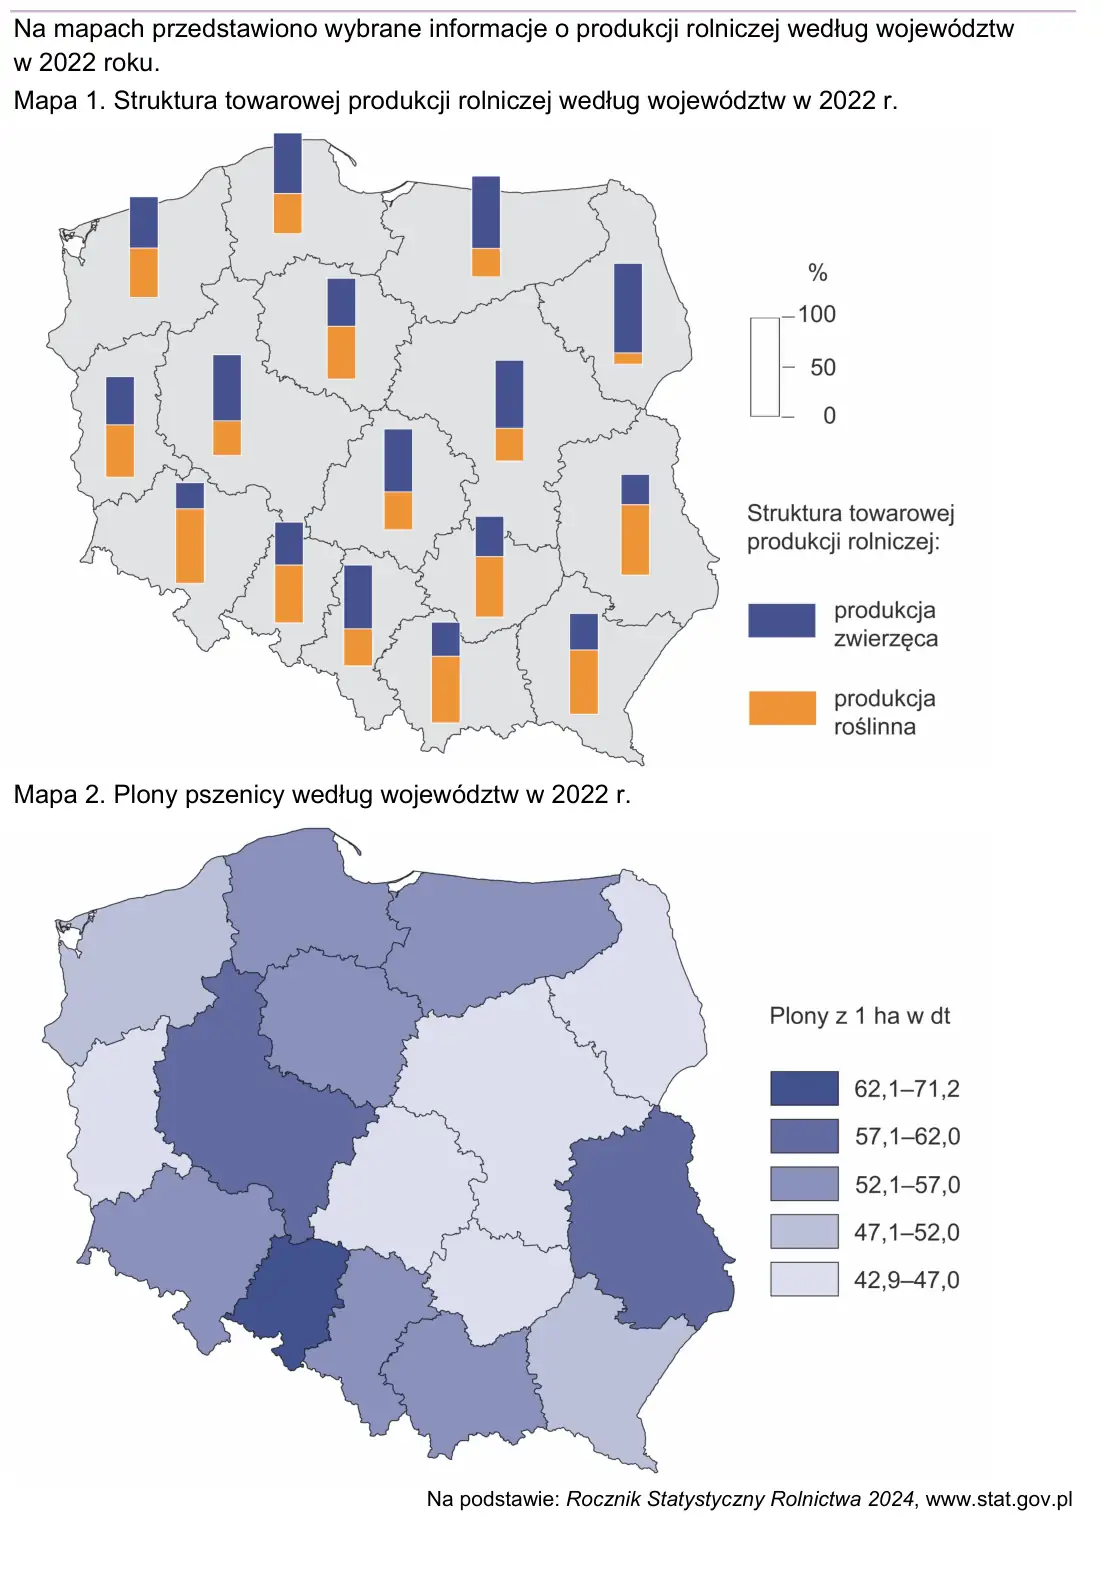 Na mapach przedstawiono wybrane informacje o produkcji rolniczej według województw
w 2022 roku.
Mapa 1. Struktura towarowej produkcji rolniczej według województw w 2022 r.
%
100
50
0
Struktura towarowej
produkcji rolniczej:
produkcja
zwierzęca
produkcja
roślinna
Mapa 2. Plony pszenicy według województw w 2022 r.
Plony z 1 ha w dt
62,1–71,2
57,1–62,0
52,1–57,0
47,1–52,0
42,9–47,0
Na podstawie: Rocznik Statystyczny Rolnictwa 2024, www.stat.gov.pl